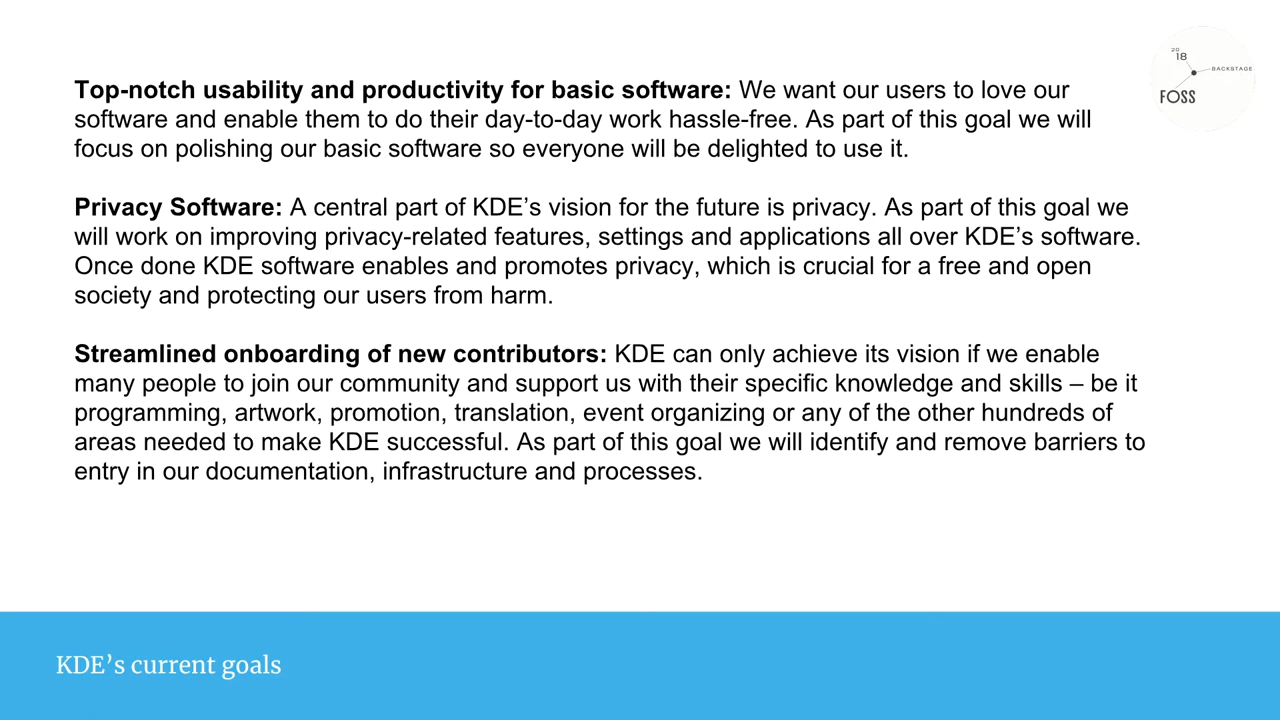 20
18
BACKSTAGE
FOSS
Top-notch usability and productivity for basic software: We want our users to love our
software and enable them to do their day-to-day work hassle-free. As part of this goal we will
focus on polishing our basic software so everyone will be delighted to use it.
Privacy Software: A central part of KDE’s vision for the future is privacy. As part of this goal we
will work on improving privacy-related features, settings and applications all over KDE’s software.
Once done KDE software enables and promotes privacy, which is crucial for a free and open
society and protecting our users from harm.
Streamlined onboarding of new contributors: KDE can only achieve its vision if we enable
many people to join our community and support us with their specific knowledge and skills – be it
programming, artwork, promotion, translation, event organizing or any of the other hundreds of
areas needed to make KDE successful. As part of this goal we will identify and remove barriers to
entry in our documentation, infrastructure and processes.
KDE’s current goals